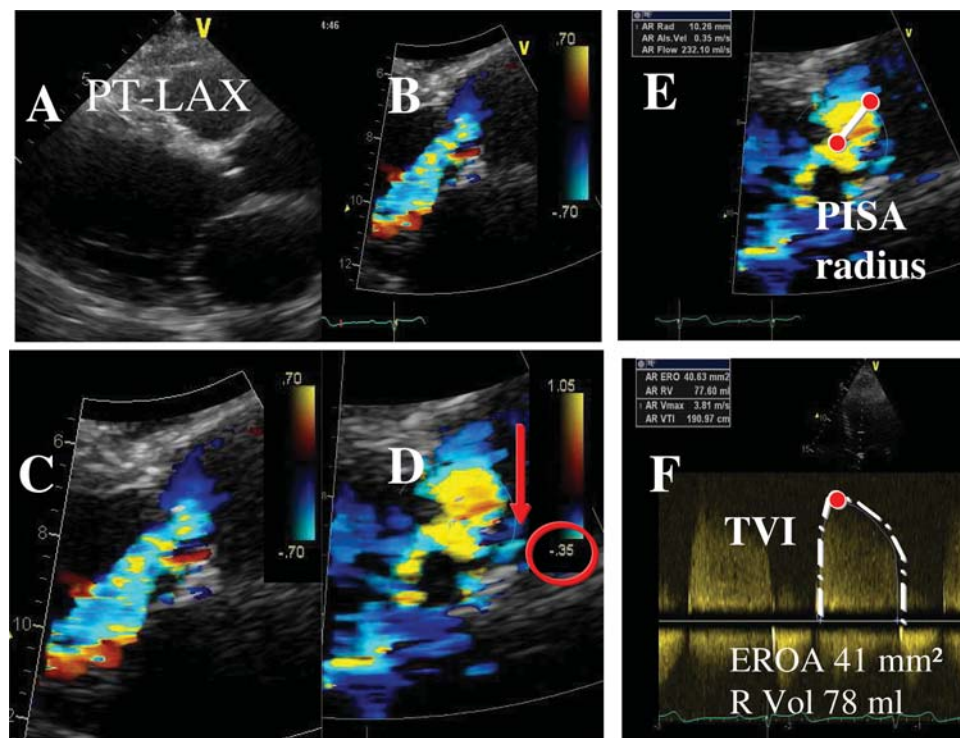 A
PT-LAX
V
5
4:46
B
V
.70
-.70
6
8
10
12
E
AR Rad 10.26 mm
AR Als.Vel 0.35 m/s
AR Flow 232.10 ml/s
V
PISA
radius
C
.70
-.70
6
8
10
D
1.05
-.35
F
AR ERO 40.63 mm2
AR RV 77.60 ml
AR Vmax 3.81 m/s
AR VTI 190.97 cm
V
TVI
EROA 41 mm²
R Vol 78 ml